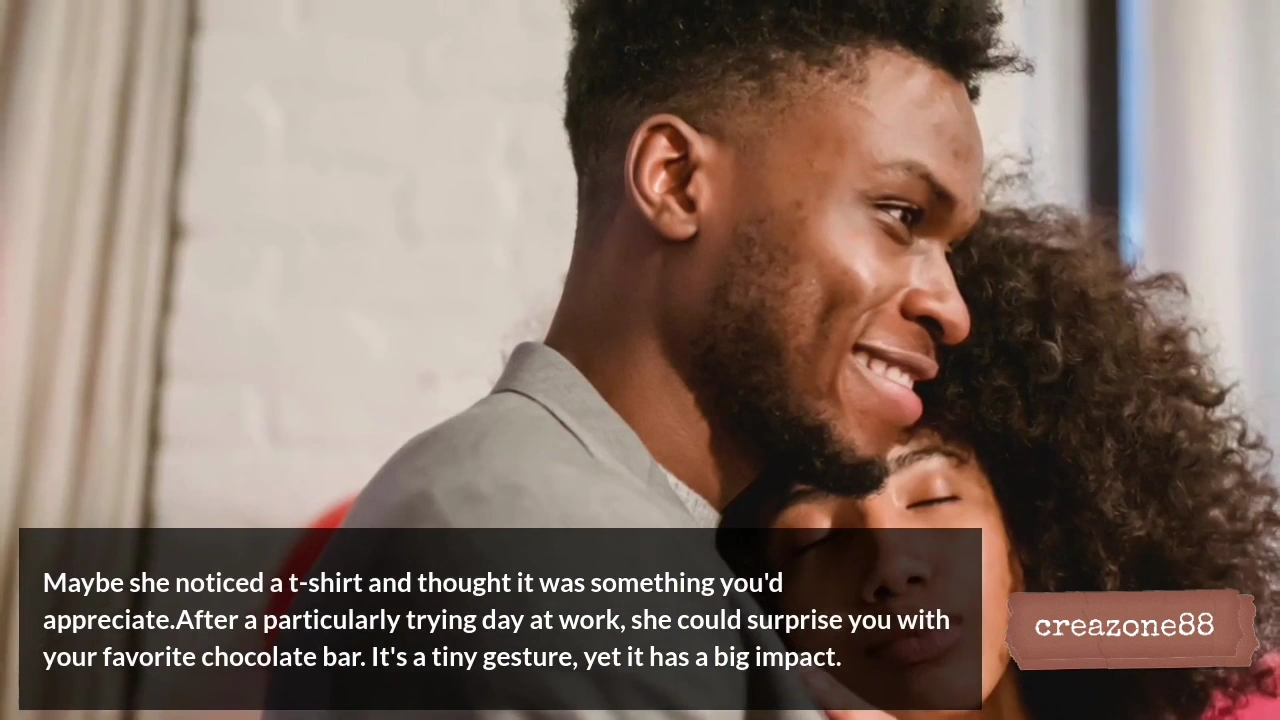 Maybe she noticed a t-shirt and thought it was something you'd
appreciate.After a particularly trying day at work, she could surprise you with
your favorite chocolate bar. It's a tiny gesture, yet it has a big impact.
creazone88